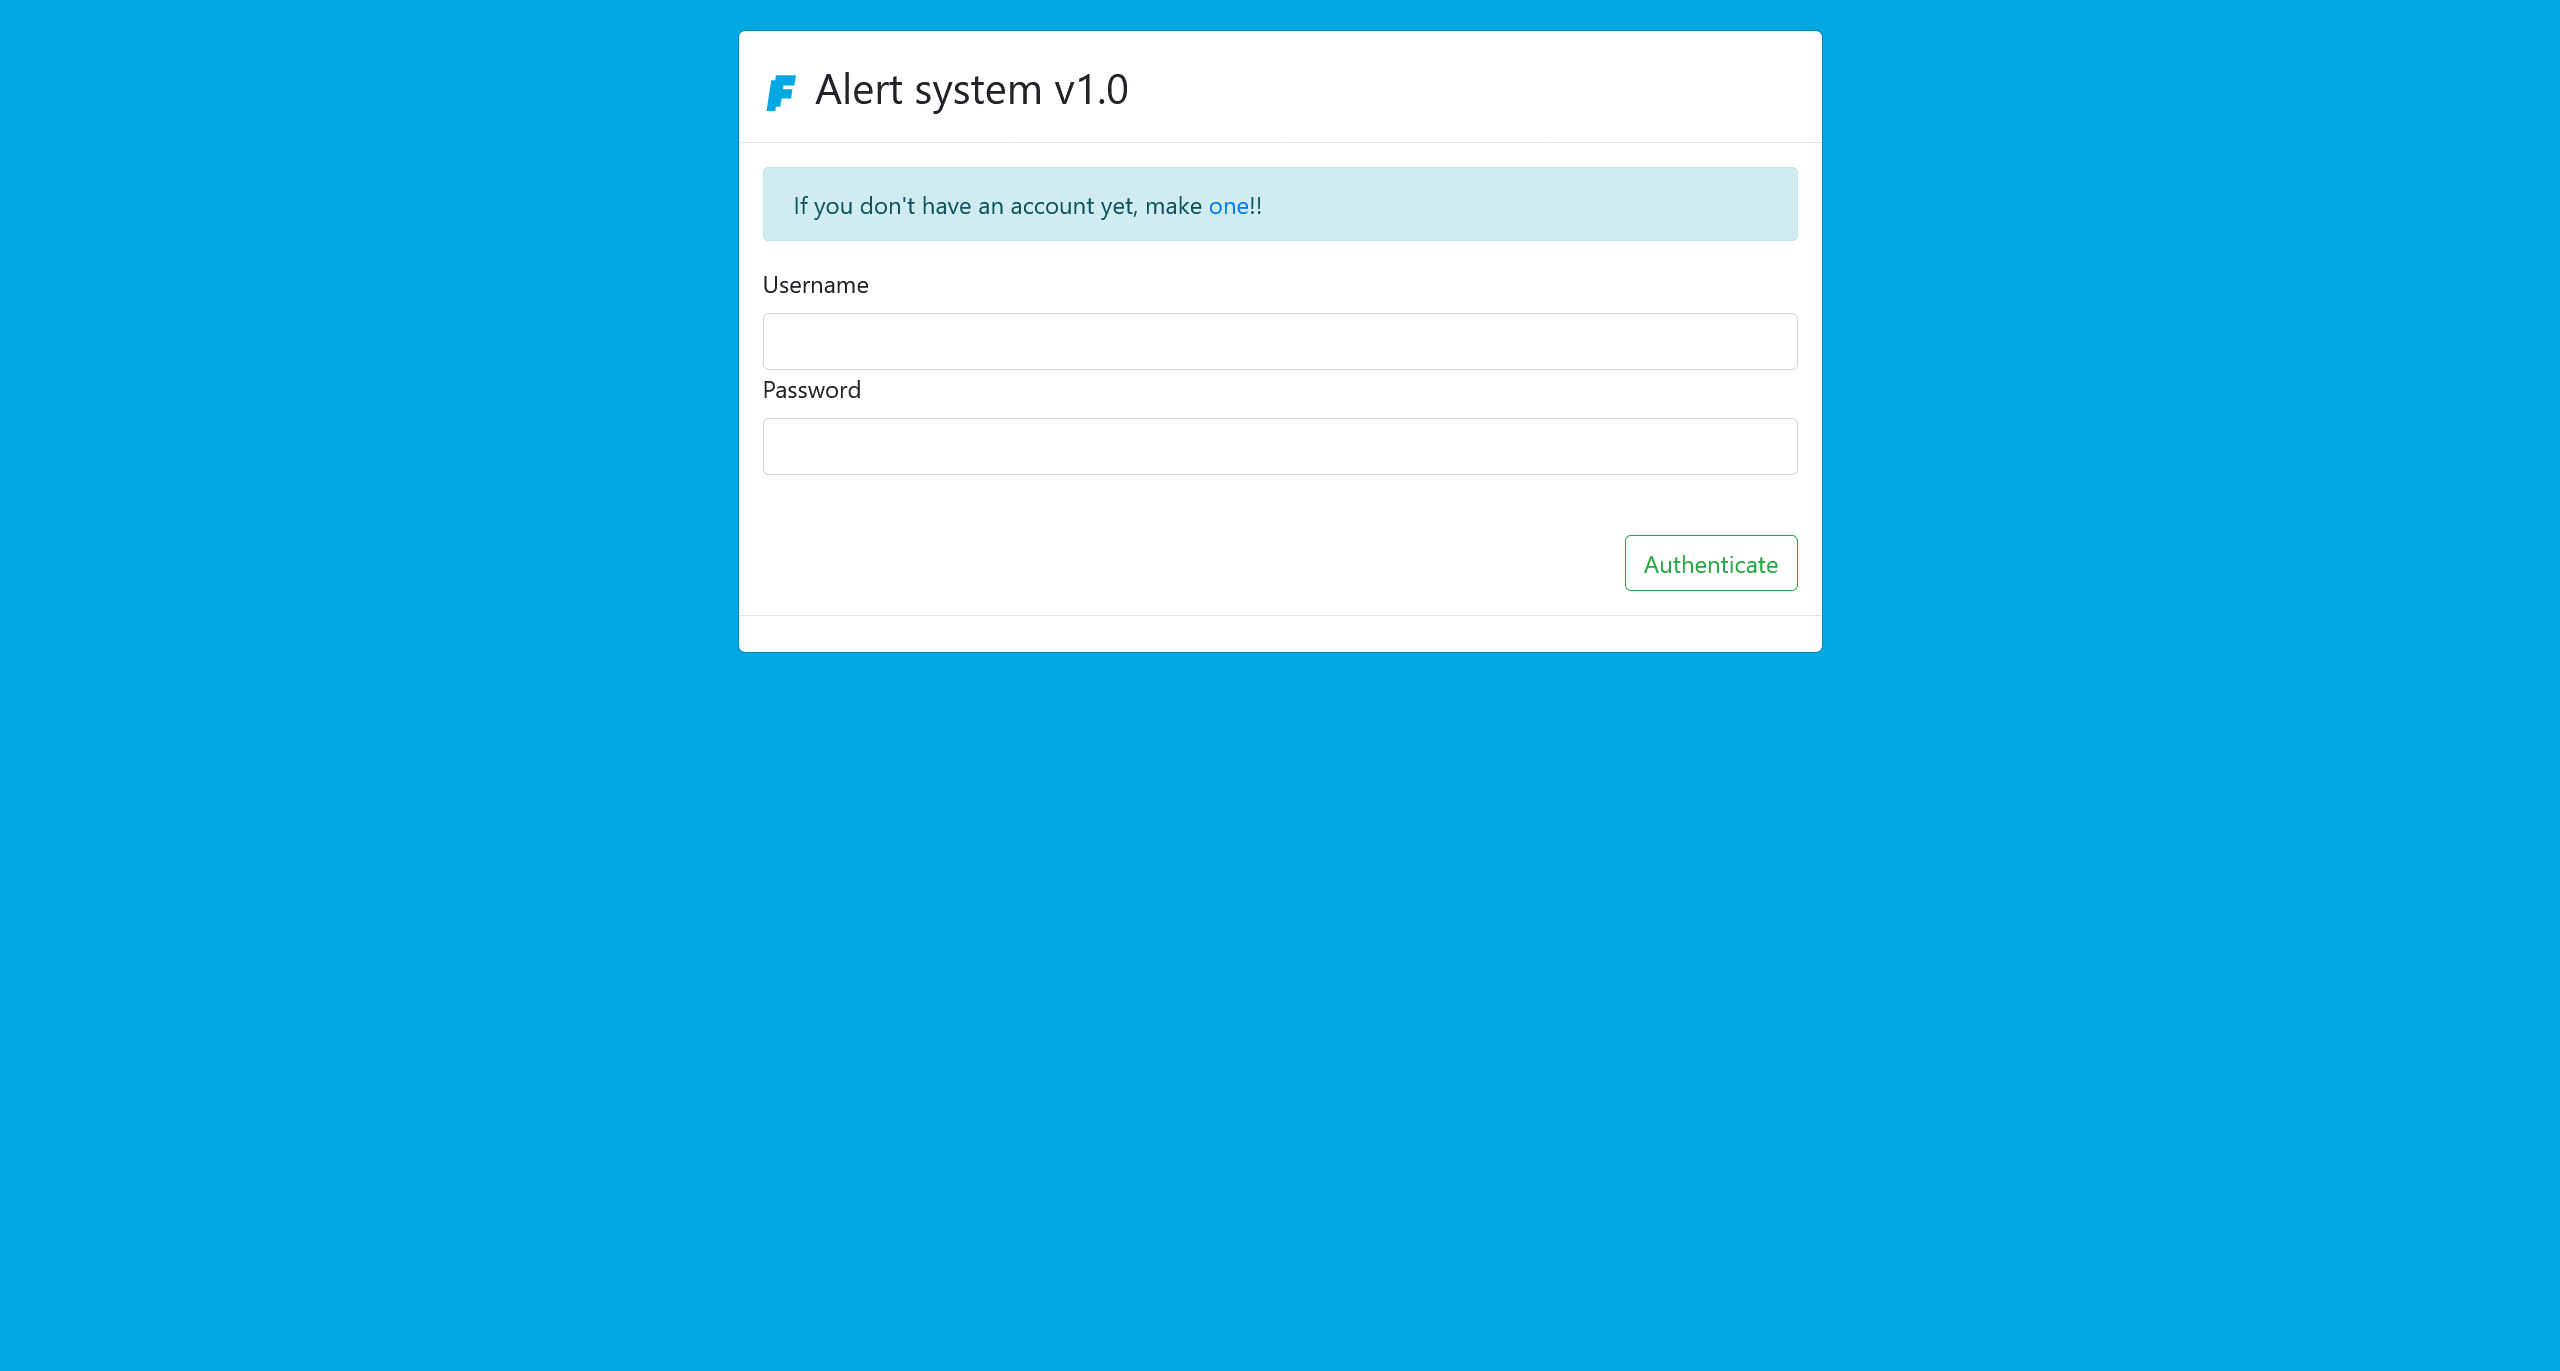 F Alert system v1.0
If you don't have an account yet, make one!!
Username
Password
Authenticate